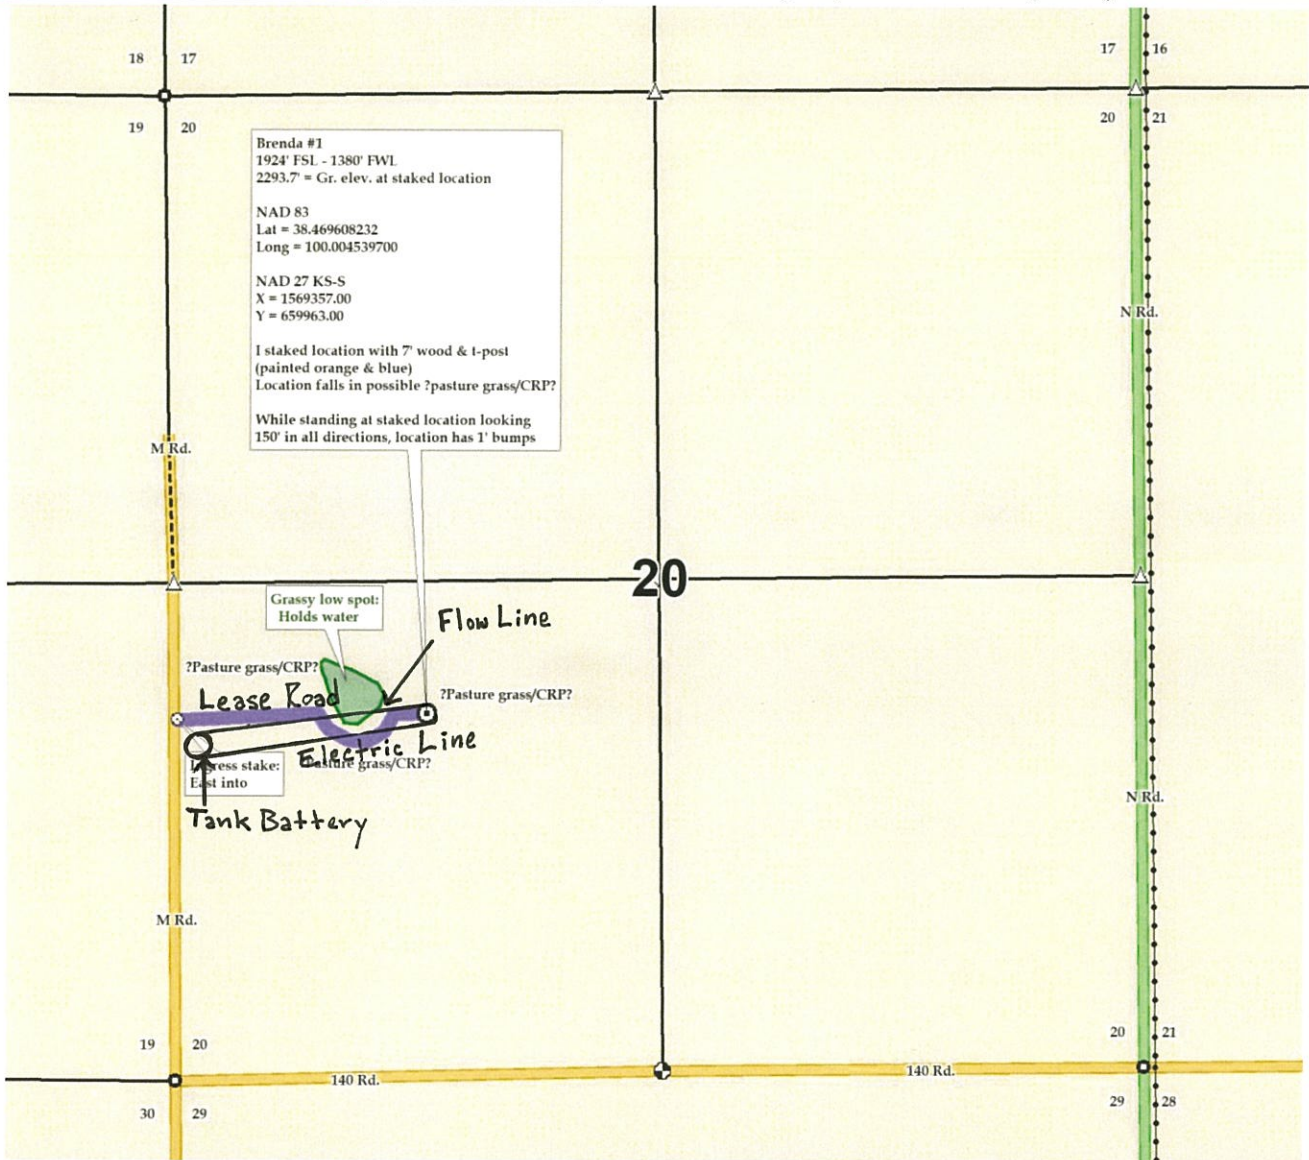 18 17
17 16
19 20
20 21
Brenda #1
1924' FSL - 1380' FWL
2293.7' = Gr. elev. at staked location
NAD 83
Lat = 38.469608232
Long = 100.004539700
NAD 27 KS-S
X = 1569357.00
Y = 659963.00
I staked location with 7' wood & t-post
(painted orange & blue)
Location falls in possible ?pasture grass/CRP?
While standing at staked location looking
150' in all directions, location has 1' bumps
N Rd.
M Rd.
20
Grassy low spot:
Holds water
Flow Line
?Pasture grass/CRP?
Lease Road
?Pasture grass/CRP?
Electric Line
Ingress stake:
East into
?Pasture grass/CRP?
Tank Battery
N Rd.
M Rd.
19 20
20 21
140 Rd.
140 Rd.
30 29
29 28